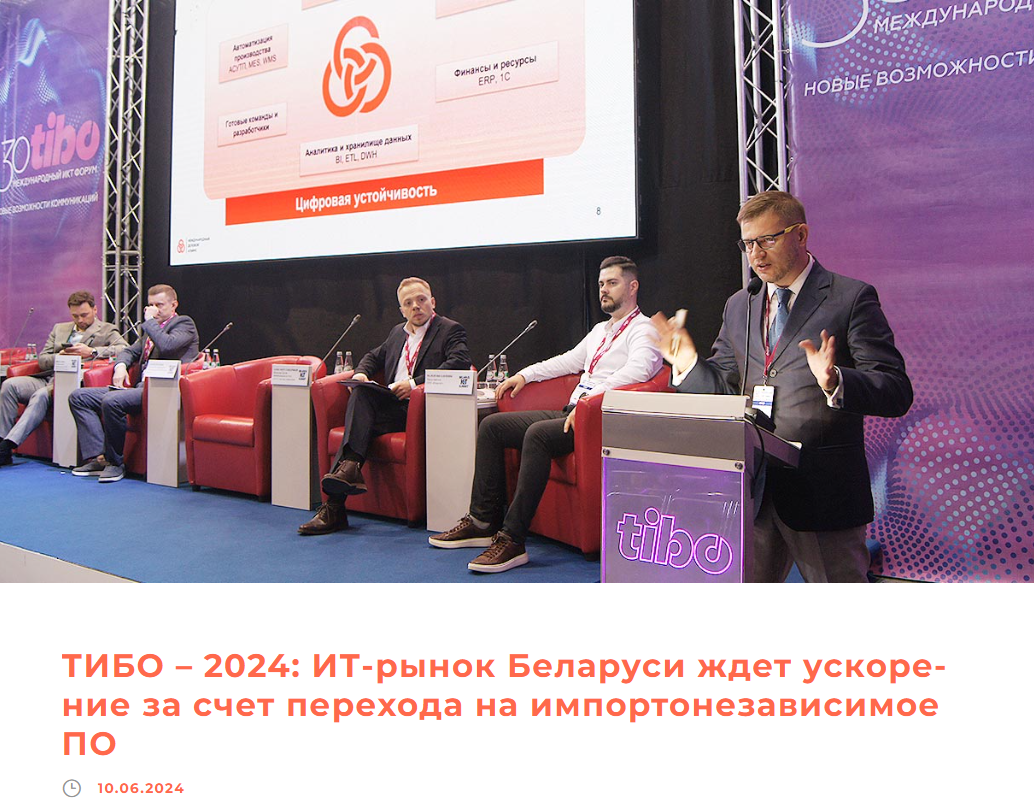 МЕЖДУНАРОД
НОВЫЕ ВОЗМОЖНОСТИ
Автоматизация
производства
АСУТП, MES, WMS
Финансы и ресурсы
ERP, 1С
Готовые команды и
разработчики
Аналитика и хранилище данных
BI, ETL, DWH
Цифровая устойчивость
8
30 tibo
МЕЖДУНАРОДНЫЙ ИКТ ФОРУМ
ОВЫЕ ВОЗМОЖНОСТИ КОММУНИКАЦИЙ
tibo
ТИБО – 2024: ИТ-рынок Беларуси ждет ускоре-
ние за счет перехода на импортонезависимое
ПО
10.06.2024